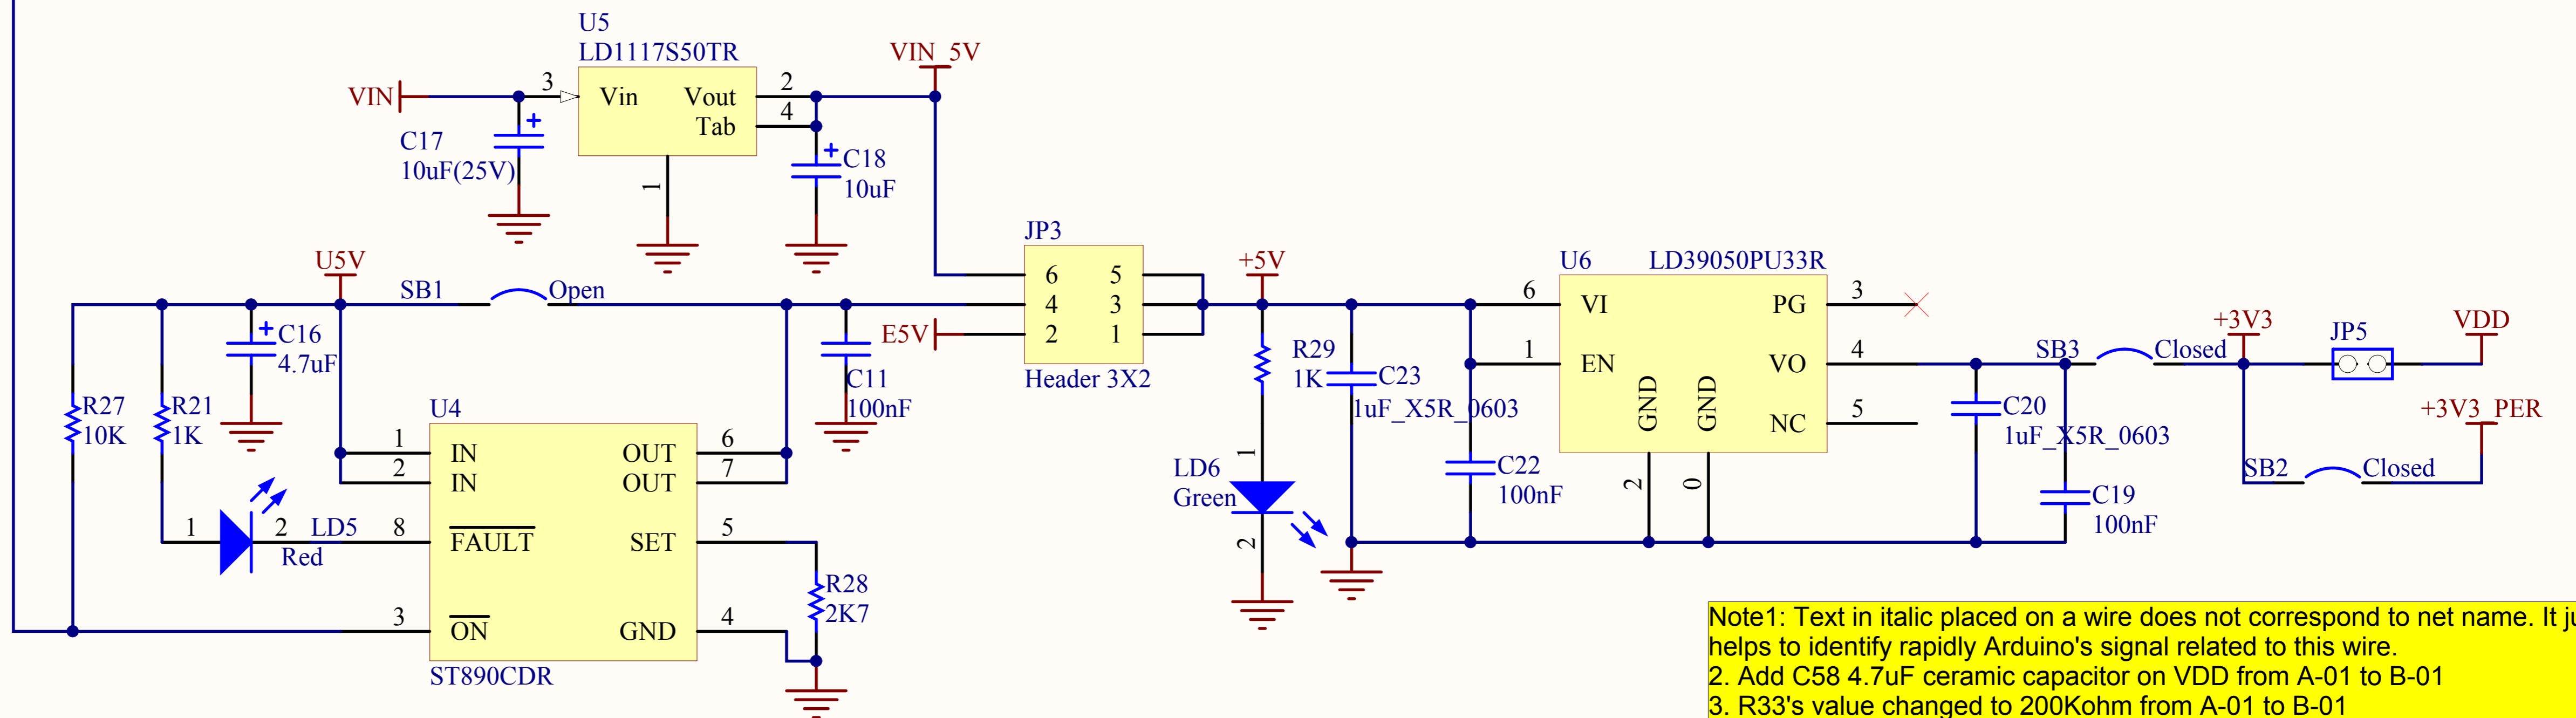 U5
LD1117S50TR
VIN_5V
VIN
3
Vin
Vout
2
Tab
4
1
C17
10uF(25V)
C18
10uF
JP3
6 5
4 3
2 1
Header 3X2
U5V
SB1
Open
E5V
C16
4.7uF
C11
100nF
R27
10K
R21
1K
U4
1
IN
OUT
6
2
IN
OUT
7
1
2
LD5
Red
8
FAULT
SET
5
R28
2K7
3
ON
GND
4
ST890CDR
+5V
R29
1K
C23
1uF_X5R_0603
LD6
Green
1
2
C22
100nF
U6
LD39050PU33R
6
VI
PG
3
1
EN
VO
4
GND
GND
NC
5
2
0
C20
1uF_X5R_0603
C19
100nF
SB3
Closed
+3V3
JP5
VDD
+3V3_PER
SB2
Closed
Note1: Text in italic placed on a wire does not correspond to net name. It
helps to identify rapidly Arduino's signal related to this wire.
2. Add C58 4.7uF ceramic capacitor on VDD from A-01 to B-01
3. R33's value changed to 200Kohm from A-01 to B-01